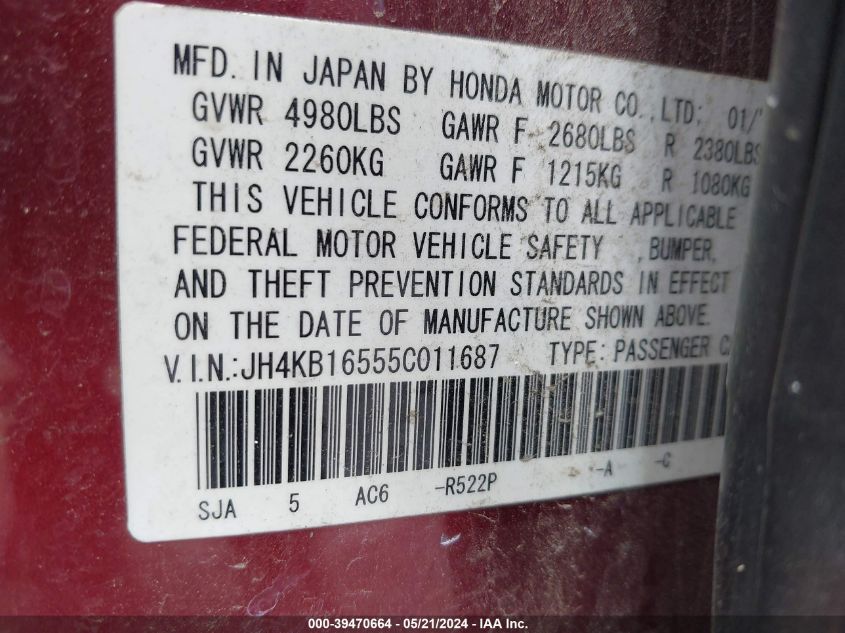 MFD. IN JAPAN BY HONDA MOTOR CO.,LTD; 01/
GVWR 4980LBS GAWR F 2680LBS R 2380LBS
GVWR 2260KG GAWR F 1215KG R 1080KG
THIS VEHICLE CONFORMS TO ALL APPLICABLE
FEDERAL MOTOR VEHICLE SAFETY ,BUMPER,
AND THEFT PREVENTION STANDARDS IN EFFECT
ON THE DATE OF MANUFACTURE SHOWN ABOVE.
V.I.N.:JH4KB16555C011687 TYPE: PASSENGER
SJA 5 AC6 -R522P -A -C
000-39470664 - 05/21/2024 - IAA Inc.